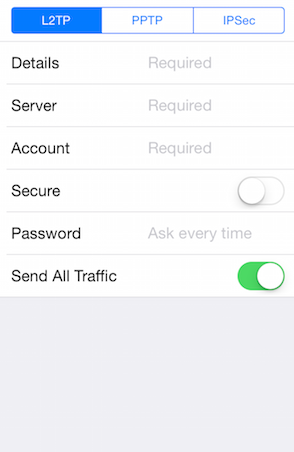 L2TP PPTP IPSec
Details Required
Server Required
Account Required
Secure
Password Ask every time
Send All Traffic